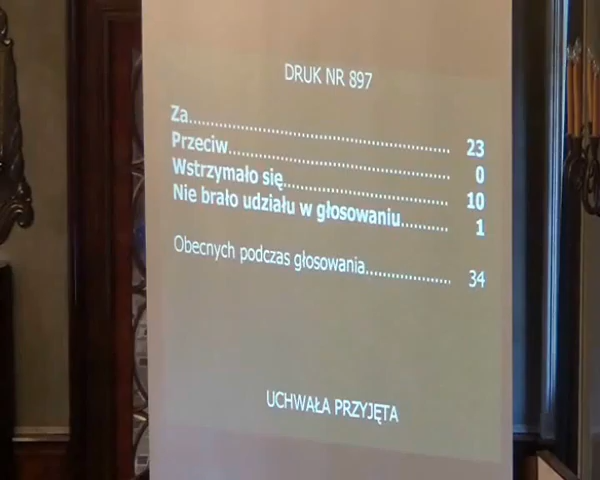 DRUK NR 897
Za.......................................................... 23
Przeciw.................................................. 0
Wstrzymało się..................................... 10
Nie brało udziału w głosowaniu.......... 1
Obecnych podczas głosowania.................. 34
UCHWAŁA PRZYJĘTA